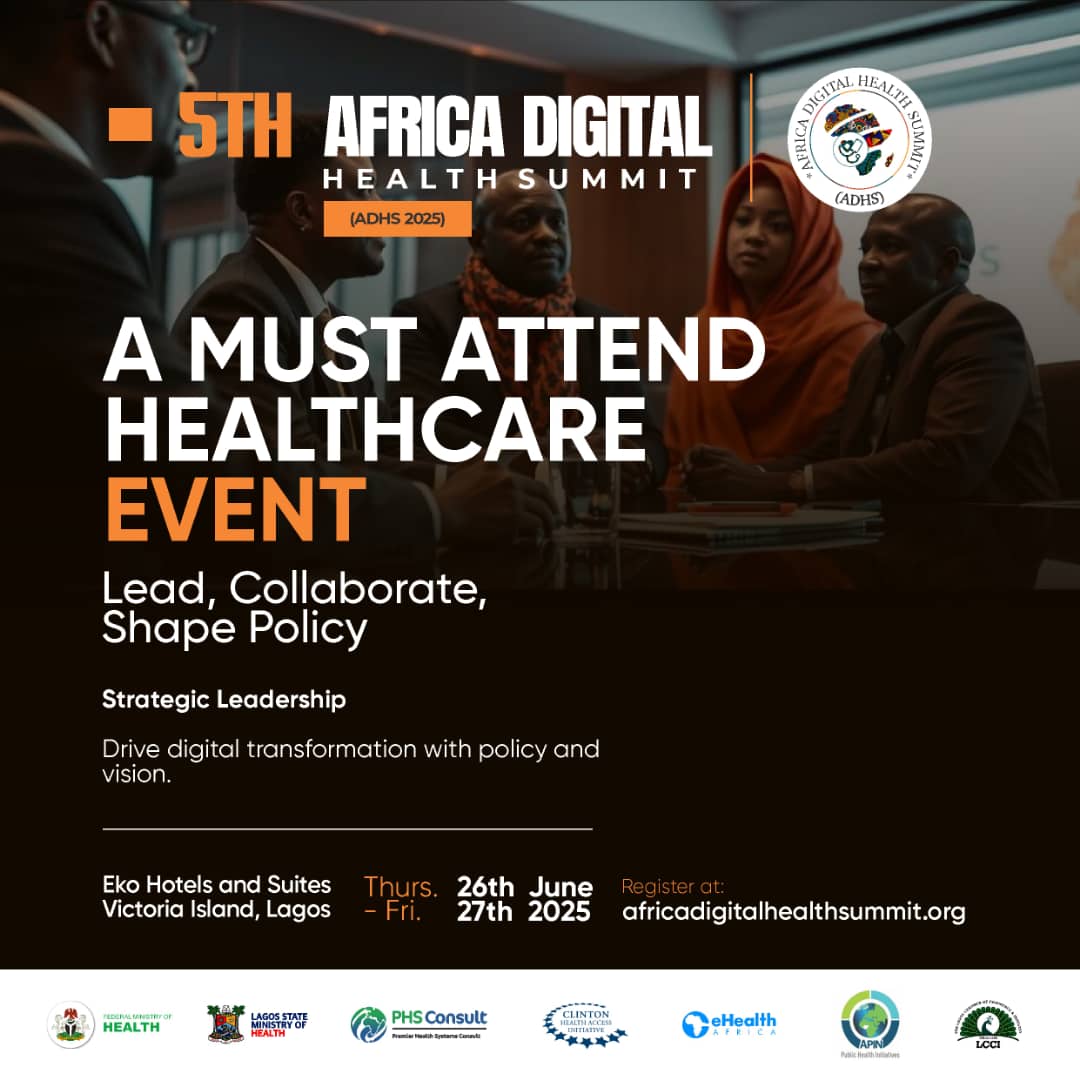 5TH AFRICA DIGITAL
HEALTH SUMMIT
(ADHS 2025)
* AFRICA DIGITAL HEALTH SUMMIT *
(ADHS)
A MUST ATTEND
HEALTHCARE
EVENT
Lead, Collaborate,
Shape Policy
Strategic Leadership
Drive digital transformation with policy and
vision.
Eko Hotels and Suites
Victoria Island, Lagos
Thurs. 26th June
- Fri. 27th 2025
Register at:
africadigitalhealthsummit.org
FEDERAL MINISTRY OF
HEALTH
LAGOS STATE
MINISTRY OF
HEALTH
PHS Consult
Premier Health Systems Consult
CLINTON
HEALTH ACCESS
INITIATIVE
eHealth
AFRICA
APIN
Public Health Initiatives
LCCI